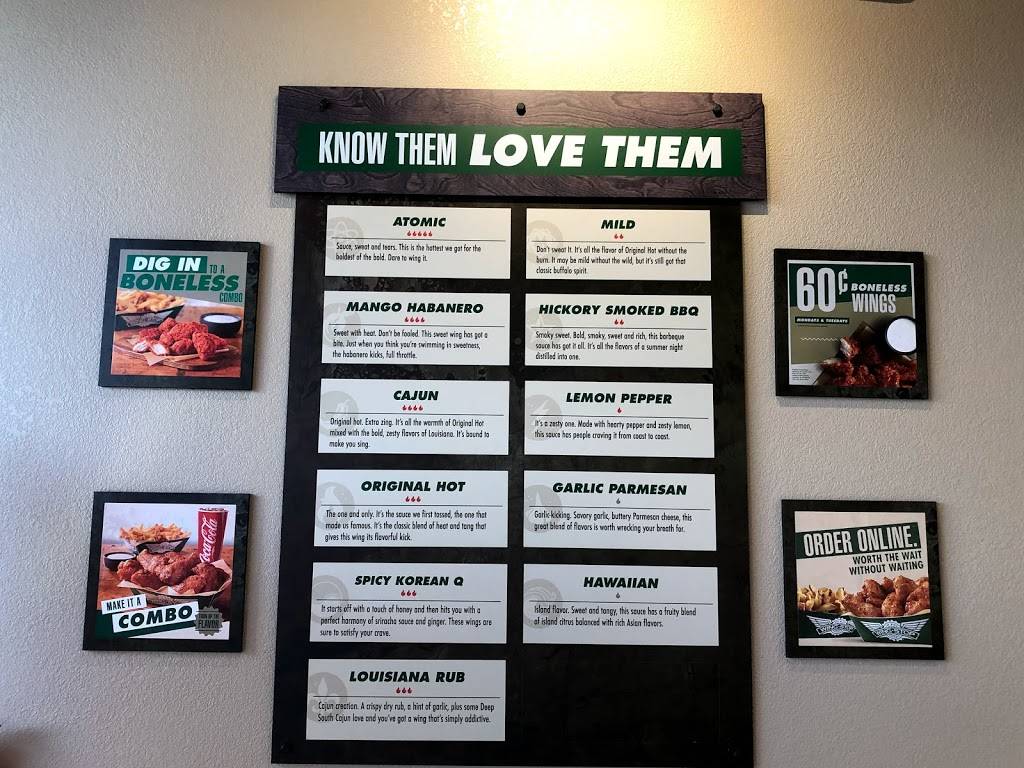 KNOW THEM LOVE THEM
ATOMIC
Sauce, sweat and tears. This is the hottest we got for the
boldest of the bold. Dare to wing it.
MANGO HABANERO
Sweet with heat. Don't be fooled. This sweet wing has got a
bite. Just when you think you're swimming in sweetness,
the habanero kicks, full throttle.
CAJUN
Original hot. Extra zing. It's all the warmth of Original Hot
mixed with the bold, zesty flavors of Louisiana. It's bound to
make you sing.
ORIGINAL HOT
The one and only. It's the sauce we first tossed, the one that
made us famous. It's the classic blend of heat and tang that
gives this wing its flavorful kick.
SPICY KOREAN Q
It starts off with a touch of honey and then hits you with a
perfect harmony of sriracha sauce and ginger. These wings are
sure to satisfy your crave.
LOUISIANA RUB
Cajun creation. A crispy dry rub, a hint of garlic, plus some Deep
South Cajun love and you've got a wing that's simply addictive.
MILD
Don't sweat It. It's all the flavor of Original Hot without the
burn. It may be mild without the wild, but it's still got that
classic buffalo spirit.
HICKORY SMOKED BBQ
Smoky sweet. Bold, smoky, sweet and rich, this barbeque
sauce has got it all. It's all the flavors of a summer night
distilled into one.
LEMON PEPPER
It's a zesty one. Made with hearty pepper and zesty lemon,
this sauce has people craving it from coast to coast.
GARLIC PARMESAN
Garlic-kicking. Savory garlic, buttery Parmesan cheese, this
great blend of flavors is worth wrecking your breath for.
HAWAIIAN
Island flavor. Sweet and tangy, this sauce has a fruity blend
of island citrus balanced with rich Asian flavors.
DIG IN TO A
BONELESS
COMBO
Coca-Cola
MAKE IT A
COMBO
FLAVOR
60¢ BONELESS
WINGS
MONDAYS & TUESDAYS
ORDER ONLINE.
WORTH THE WAIT
WITHOUT WAITING
WINGSTOP
WINGSTOP